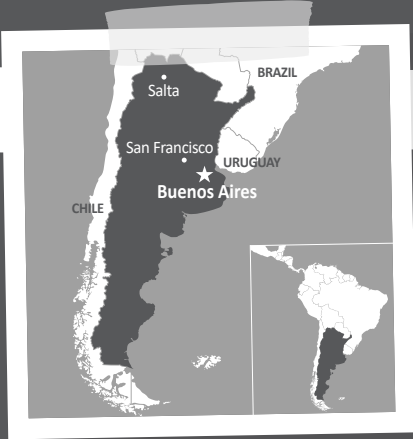 BRAZIL
Salta
San Francisco
URUGUAY
Buenos Aires
CHILE